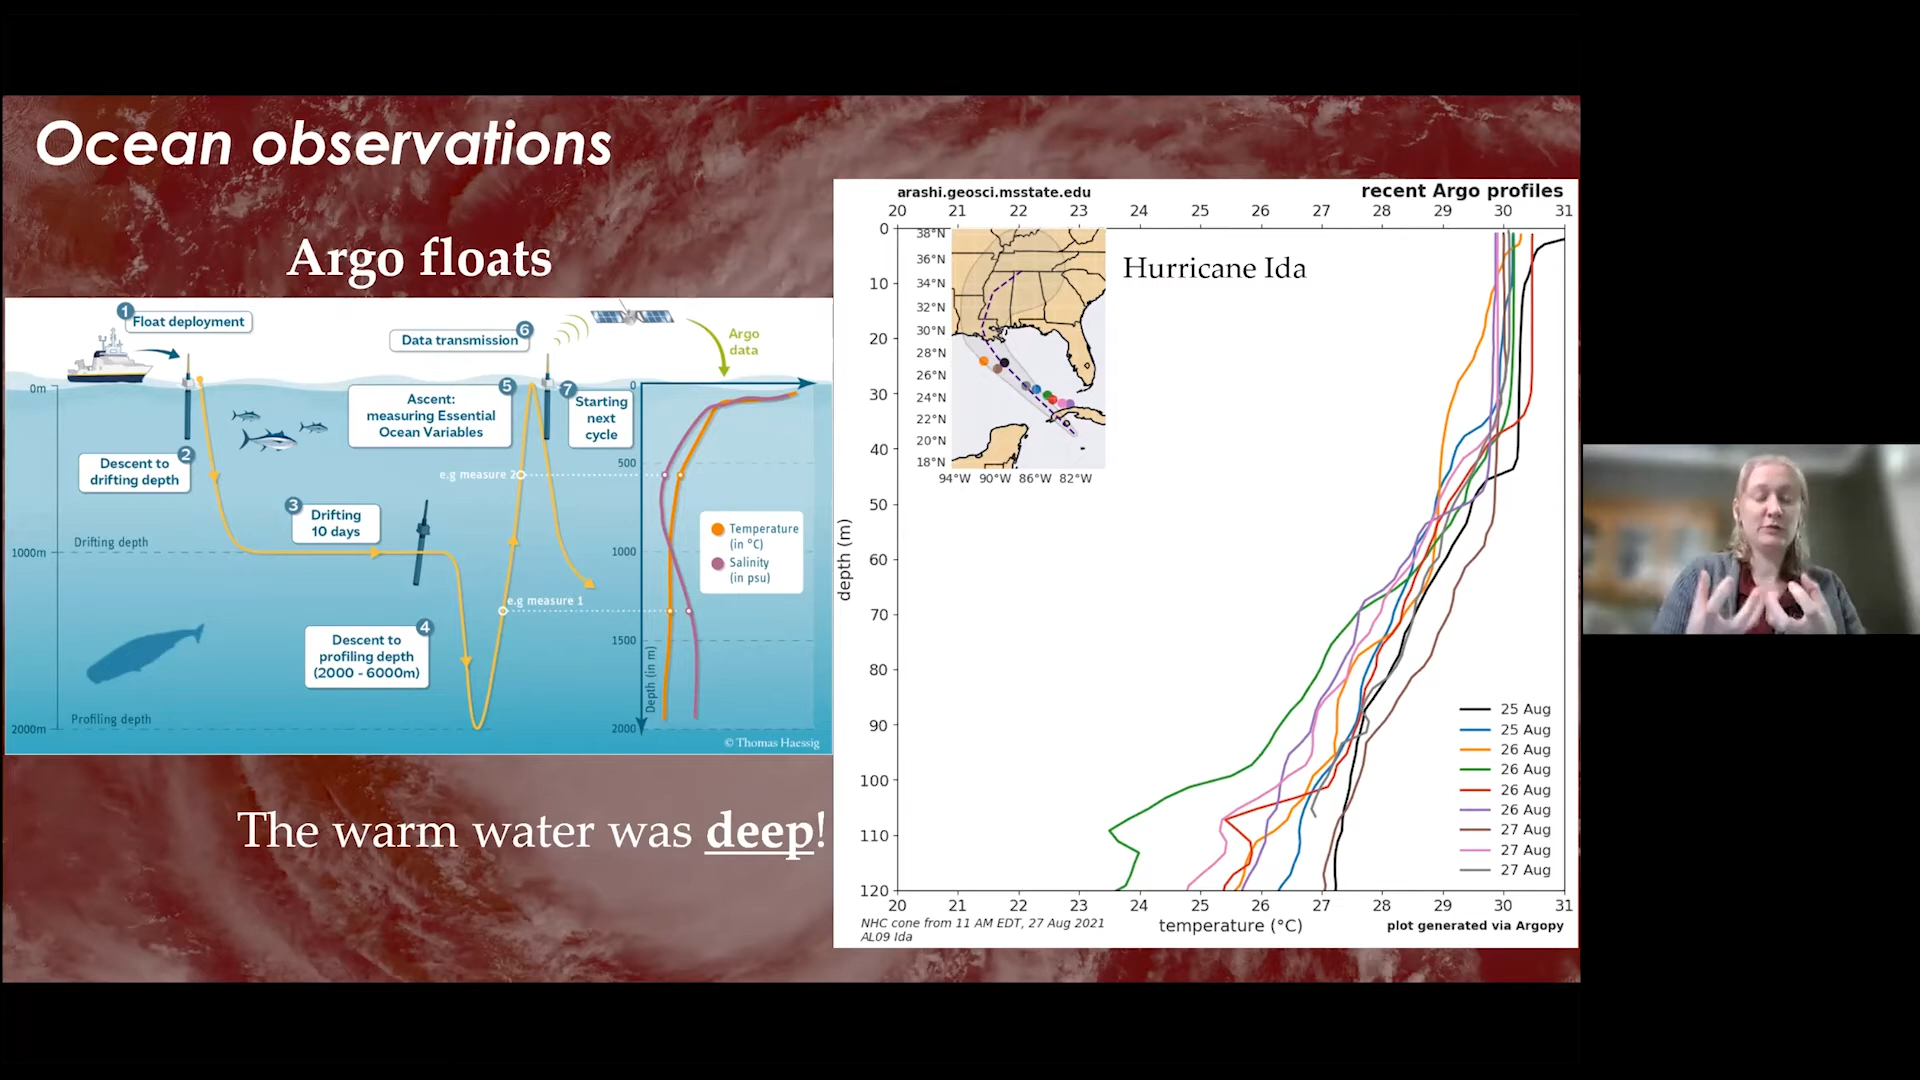 Ocean observations
Argo floats
1
Float deployment
Data transmission
6
Argo
data
0m
5
Ascent:
measuring Essential
Ocean Variables
7
Starting
next
cycle
2
Descent to
drifting depth
e.g measure 2
3
Drifting
10 days
Drifting depth
1000m
e.g measure 1
4
Descent to
profiling depth
(2000 - 6000m)
Profiling depth
2000m
0
500
1000
1500
2000
Depth (in m)
Temperature
(in °C)
Salinity
(in psu)
© Thomas Haessig
The warm water was deep!
arashi.geosci.msstate.edu
recent Argo profiles
20 21 22 23 24 25 26 27 28 29 30 31
Hurricane Ida
38°N
36°N
34°N
32°N
30°N
28°N
26°N
24°N
22°N
20°N
18°N
94°W 90°W 86°W 82°W
0
10
20
30
40
50
60
70
80
90
100
110
120
depth (m)
25 Aug
25 Aug
26 Aug
26 Aug
26 Aug
26 Aug
27 Aug
27 Aug
27 Aug
20 21 22 23 24 25 26 27 28 29 30 31
temperature (°C)
NHC cone from 11 AM EDT, 27 Aug 2021
AL09 Ida
plot generated via Argopy